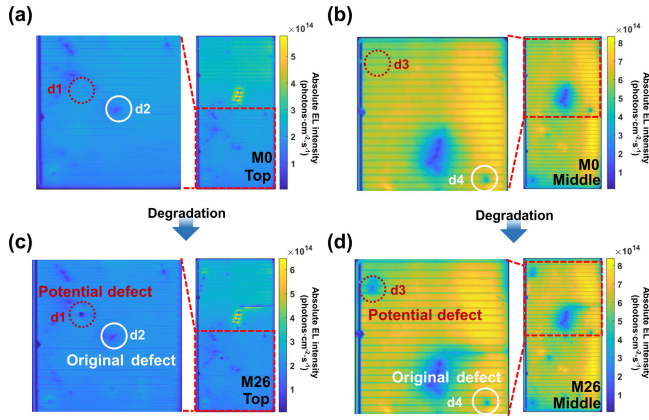 (a)
d1
d2
M0
Top
×10^14
5
4
3
2
1
Absolute EL intensity
(photons·cm⁻²·s⁻¹)
(b)
d3
d4
M0
Middle
×10^14
8
7
6
5
4
3
2
1
Absolute EL intensity
(photons·cm⁻²·s⁻¹)
Degradation
Degradation
(c)
Potential defect
d1
d2
Original defect
M26
Top
×10^14
6
5
4
3
2
1
Absolute EL intensity
(photons·cm⁻²·s⁻¹)
(d)
d3
Potential defect
Original defect
d4
M26
Middle
×10^14
8
7
6
5
4
3
2
1
Absolute EL intensity
(photons·cm⁻²·s⁻¹)